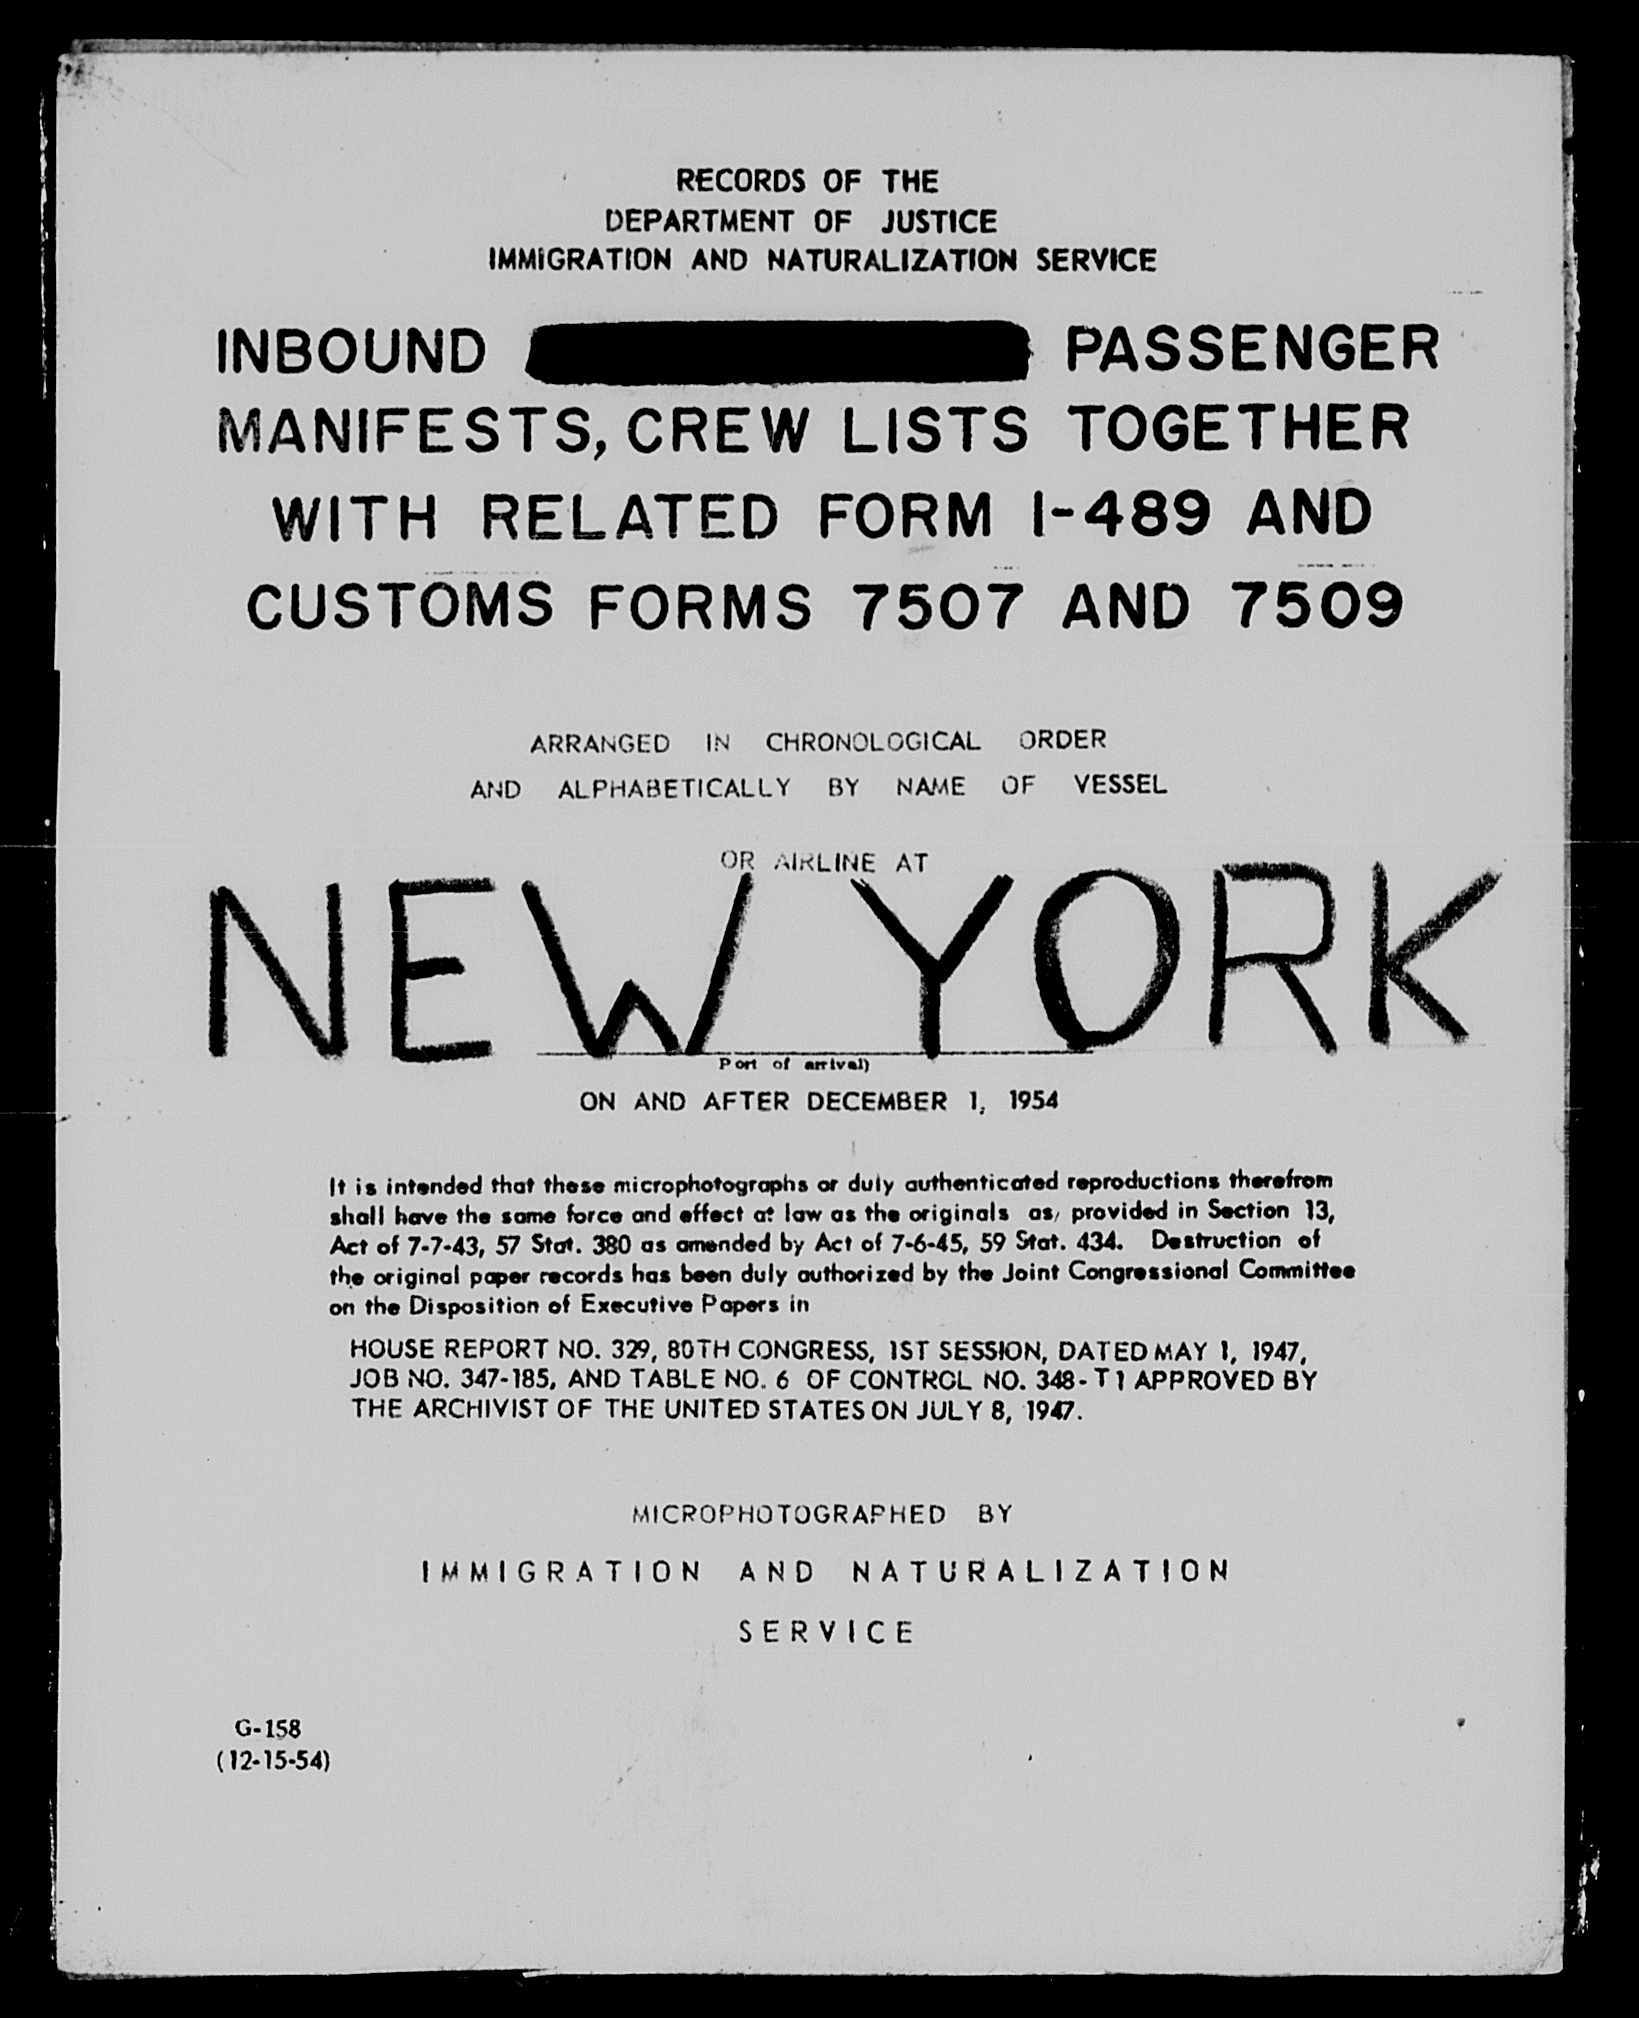 RECORDS OF THE
DEPARTMENT OF JUSTICE
IMMIGRATION AND NATURALIZATION SERVICE
INBOUND PASSENGER
MANIFESTS, CREW LISTS TOGETHER
WITH RELATED FORM I-489 AND
CUSTOMS FORMS 7507 AND 7509
ARRANGED IN CHRONOLOGICAL ORDER
AND ALPHABETICALLY BY NAME OF VESSEL
OR AIRLINE AT
NEW YORK
Port of arrival)
ON AND AFTER DECEMBER 1, 1954
It is intended that these microphotographs or duly authenticated reproductions therefrom
shall have the same force and effect at law as the originals as, provided in Section 13,
Act of 7-7-43, 57 Stat. 380 as amended by Act of 7-6-45, 59 Stat. 434. Destruction of
the original paper records has been duly authorized by the Joint Congressional Committee
on the Disposition of Executive Papers in
HOUSE REPORT NO. 329, 80TH CONGRESS, 1ST SESSION, DATED MAY 1, 1947,
JOB NO. 347-185, AND TABLE NO. 6 OF CONTROL NO. 348-T1 APPROVED BY
THE ARCHIVIST OF THE UNITED STATES ON JULY 8, 1947.
MICROPHOTOGRAPHED BY
IMMIGRATION AND NATURALIZATION
SERVICE
G-158
(12-15-54)